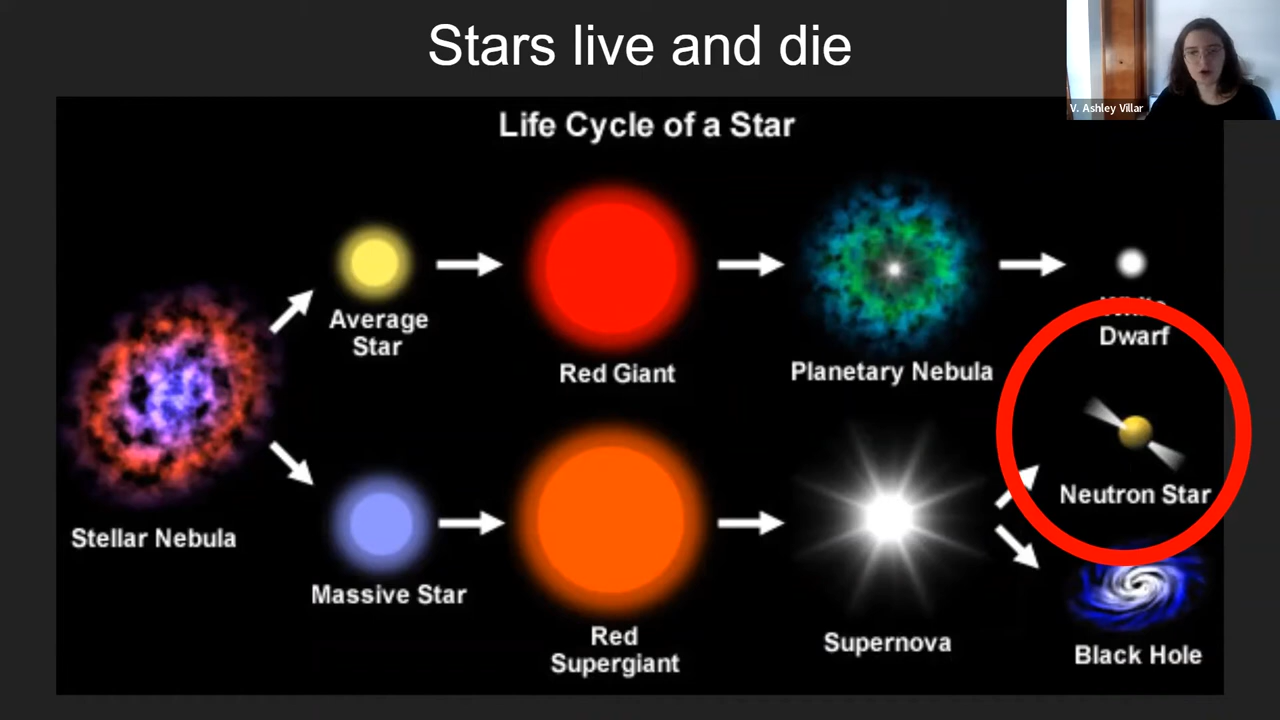 Stars live and die
V. Ashley Villar
Life Cycle of a Star
Average
Star
Red Giant
Planetary Nebula
Dwarf
Stellar Nebula
Massive Star
Red
Supergiant
Supernova
Neutron Star
Black Hole